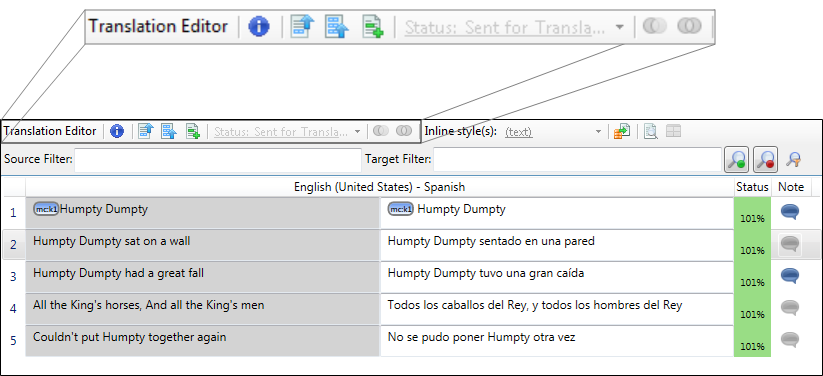 Translation Editor Status: Sent for Transla...
Translation Editor Status: Sent for Transla... Inline style(s): (text)
Source Filter: Target Filter:
English (United States) - Spanish Status Note
1 mc:k1 Humpty Dumpty mc:k1 Humpty Dumpty 101%
2 Humpty Dumpty sat on a wall Humpty Dumpty sentado en una pared 101%
3 Humpty Dumpty had a great fall Humpty Dumpty tuvo una gran caída 101%
4 All the King's horses, And all the King's men Todos los caballos del Rey, y todos los hombres del Rey 101%
5 Couldn't put Humpty together again No se pudo poner Humpty otra vez 101%